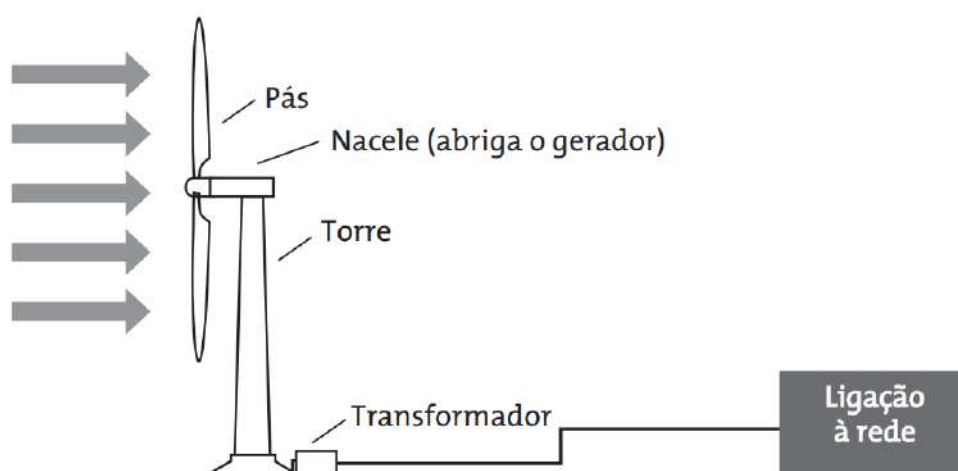 Pás
Nacele (abriga o gerador)
Torre
Transformador
Ligação
à rede